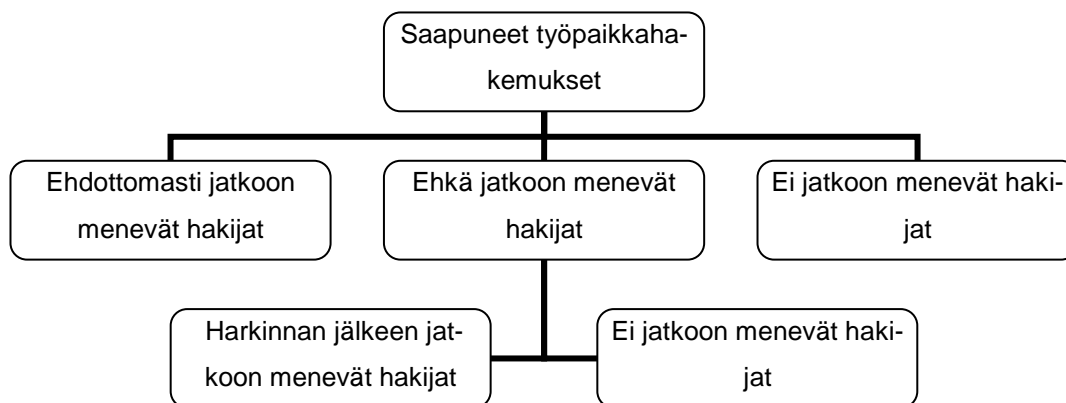 Saapuneet työpaikkaha-
kemukset
Ehdottomasti jatkoon
menevät hakijat
Ehkä jatkoon menevät
hakijat
Ei jatkoon menevät haki-
jat
Harkinnan jälkeen jat-
koon menevät hakijat
Ei jatkoon menevät haki-
jat